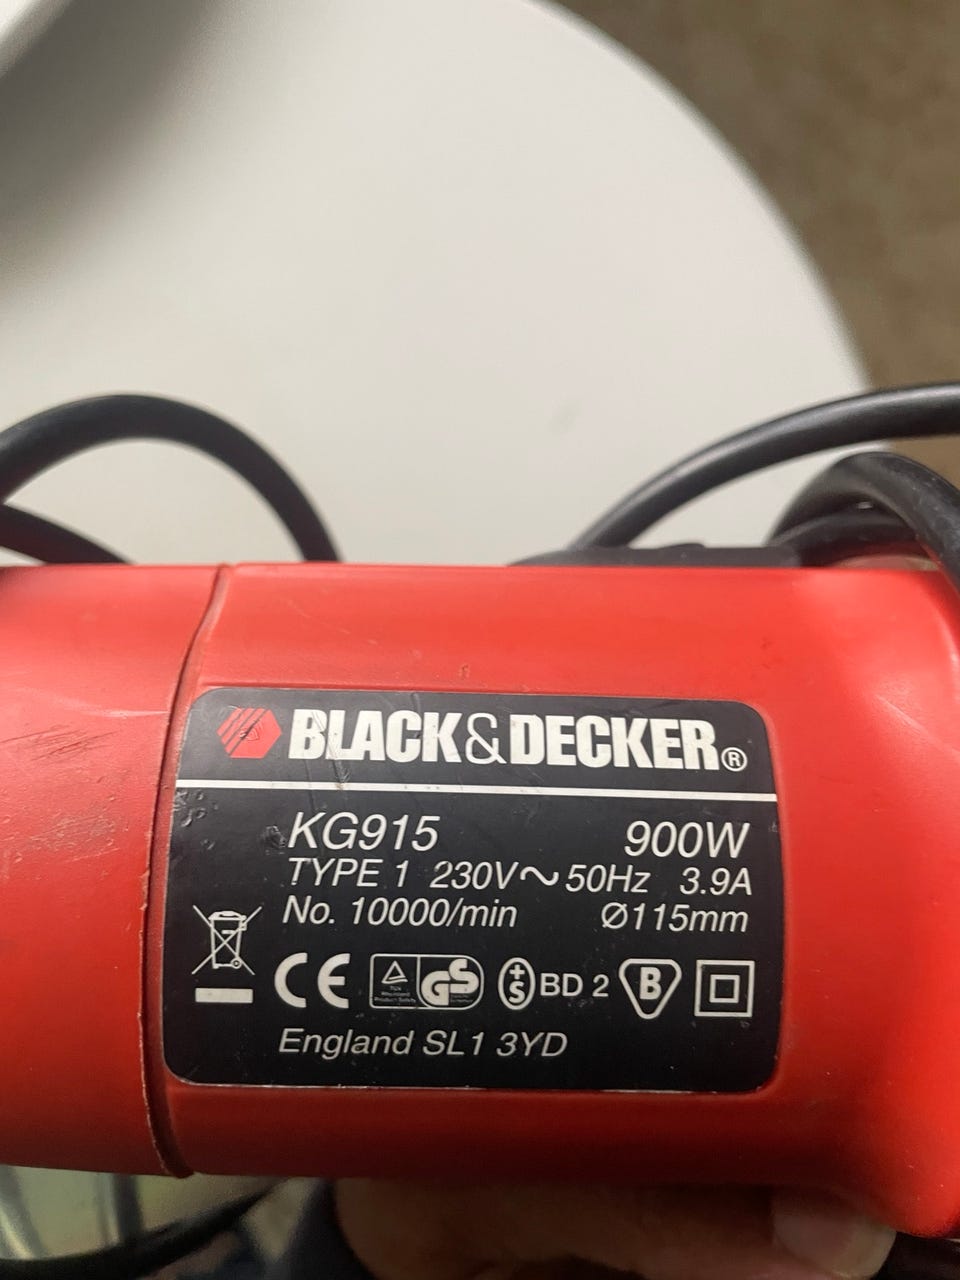 BLACK&DECKER®
KG915 900W
TYPE 1 230V~50Hz 3.9A
No. 10000/min Ø115mm
CE GS +S BD 2 B
England SL1 3YD